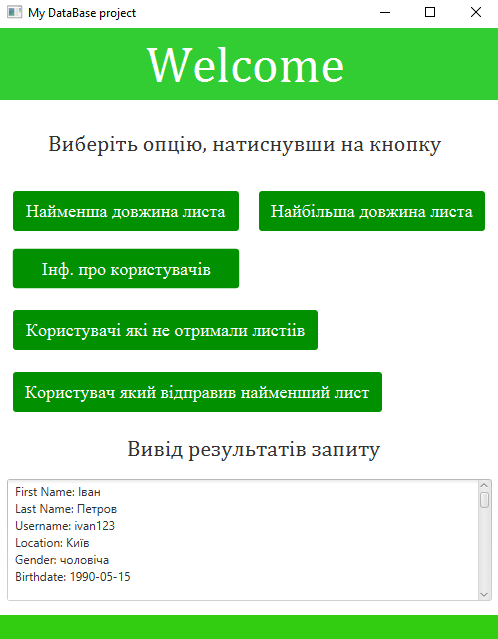 My DataBase project
Welcome
Виберіть опцію, натиснувши на кнопку
Найменша довжина листа
Найбільша довжина листа
Інф. про користувачів
Користувачі які не отримали листіів
Користувач який відправив найменший лист
Вивід результатів запиту
First Name: Іван
Last Name: Петров
Username: ivan123
Location: Київ
Gender: чоловіча
Birthdate: 1990-05-15